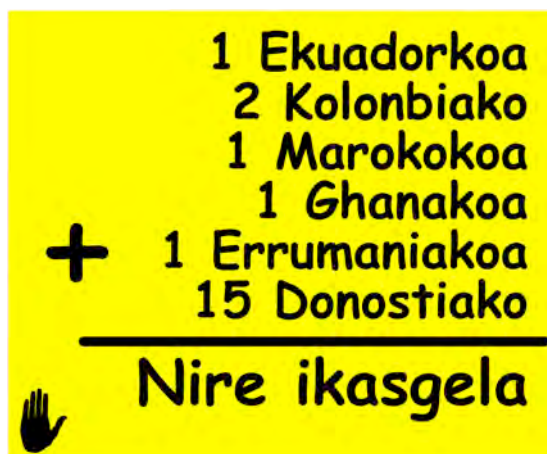 1 Ekuadorkoa
2 Kolonbiako
1 Marokokoa
1 Ghanakoa
+ 1 Errumaniakoa
15 Donostiako
Nire ikasgela